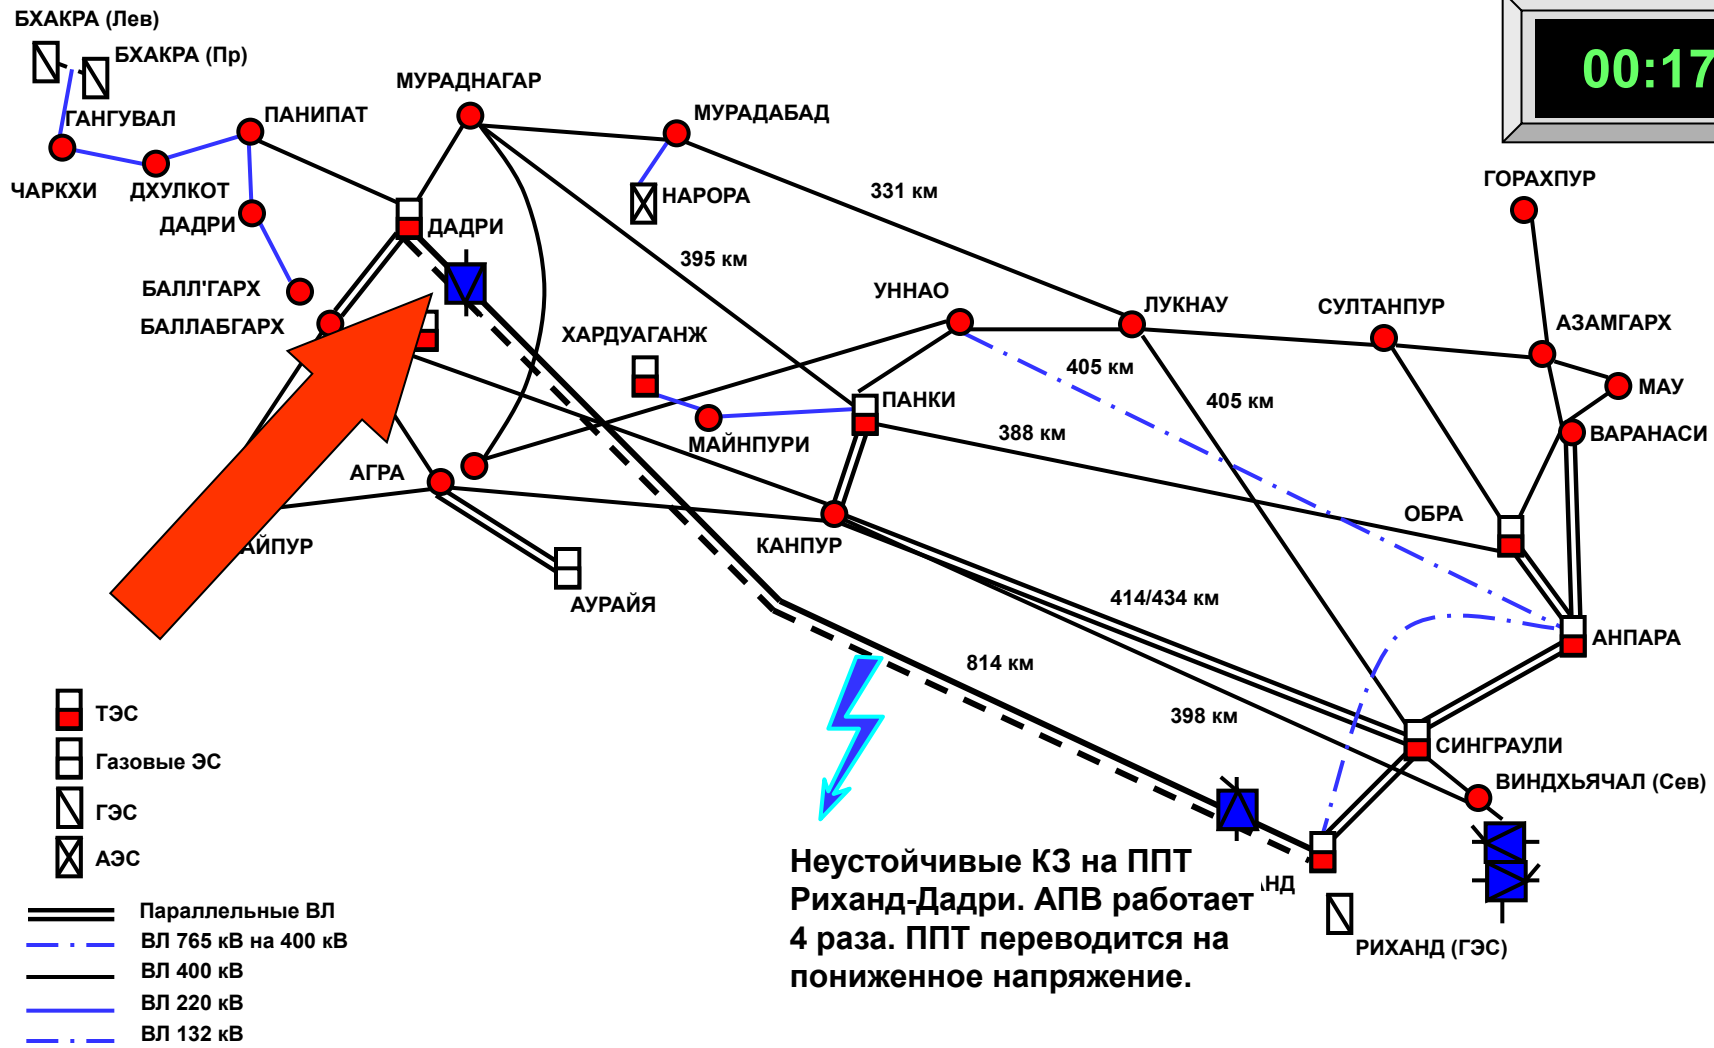 БХАКРА (Лев)
БХАКРА (Пр)
00:17
МУРАДНАГАР
МУРАДАБАД
ГАНГУВАЛ
ПАНИПАТ
ЧАРКХИ
ДХУЛКОТ
ДАДРИ
НАРОРА
331 км
ГОРАХПУР
ДАДРИ
395 км
БАЛЛ'ГАРХ
БАЛЛАБГАРХ
ХАРДУАГАНЖ
УННАО
ЛУКНАУ
СУЛТАНПУР
АЗАМГАРХ
405 км
МАУ
405 км
ПАНКИ
МАЙНПУРИ
388 км
ВАРАНАСИ
АГРА
ОБРА
АЙПУР
КАНПУР
АУРАЙЯ
414/434 км
АНПАРА
814 км
398 км
СИНГРАУЛИ
ВИНДХЬЯЧАЛ (Сев)
ТЭС
Газовые ЭС
ГЭС
АЭС
Неустойчивые КЗ на ППТ
Риханд-Дадри. АПВ работает
4 раза. ППТ переводится на
пониженное напряжение.
НД
РИХАНД (ГЭС)
Параллельные ВЛ
ВЛ 765 кВ на 400 кВ
ВЛ 400 кВ
ВЛ 220 кВ
ВЛ 132 кВ